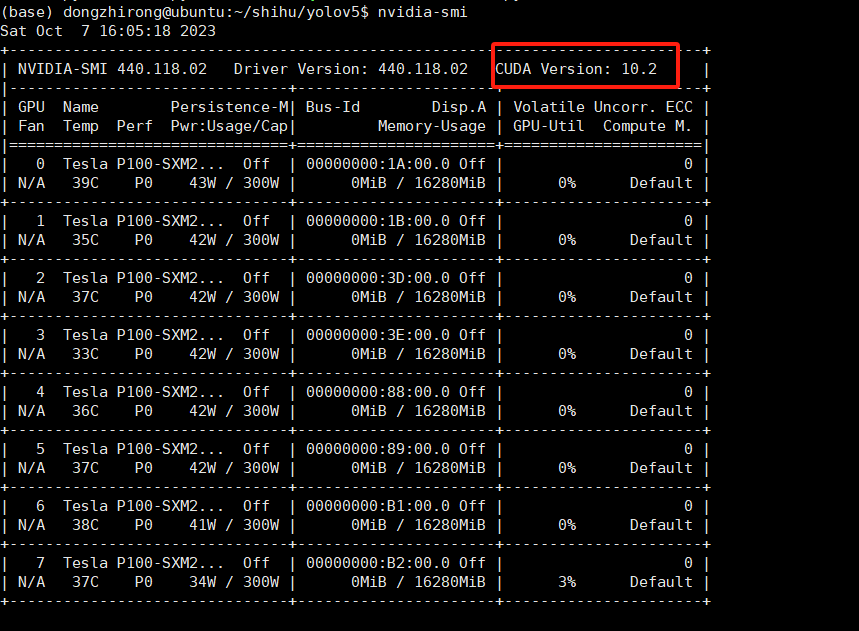 (base) dongzhirong@ubuntu:~/shihu/yolov5$ nvidia-smi
Sat Oct  7 16:05:18 2023
+-----------------------------------------------------------------------------+
| NVIDIA-SMI 440.118.02   Driver Version: 440.118.02   CUDA Version: 10.2     |
|-------------------------------+----------------------+----------------------+
| GPU  Name        Persistence-M| Bus-Id        Disp.A | Volatile Uncorr. ECC |
| Fan  Temp  Perf  Pwr:Usage/Cap|         Memory-Usage | GPU-Util  Compute M. |
|===============================+======================+======================|
|   0  Tesla P100-SXM2...  Off  | 00000000:1A:00.0 Off |                    0 |
| N/A   39C    P0    43W / 300W |      0MiB / 16280MiB |      0%      Default |
+-------------------------------+----------------------+----------------------+
|   1  Tesla P100-SXM2...  Off  | 00000000:1B:00.0 Off |                    0 |
| N/A   35C    P0    42W / 300W |      0MiB / 16280MiB |      0%      Default |
+-------------------------------+----------------------+----------------------+
|   2  Tesla P100-SXM2...  Off  | 00000000:3D:00.0 Off |                    0 |
| N/A   37C    P0    42W / 300W |      0MiB / 16280MiB |      0%      Default |
+-------------------------------+----------------------+----------------------+
|   3  Tesla P100-SXM2...  Off  | 00000000:3E:00.0 Off |                    0 |
| N/A   33C    P0    42W / 300W |      0MiB / 16280MiB |      0%      Default |
+-------------------------------+----------------------+----------------------+
|   4  Tesla P100-SXM2...  Off  | 00000000:88:00.0 Off |                    0 |
| N/A   36C    P0    42W / 300W |      0MiB / 16280MiB |      0%      Default |
+-------------------------------+----------------------+----------------------+
|   5  Tesla P100-SXM2...  Off  | 00000000:89:00.0 Off |                    0 |
| N/A   37C    P0    42W / 300W |      0MiB / 16280MiB |      0%      Default |
+-------------------------------+----------------------+----------------------+
|   6  Tesla P100-SXM2...  Off  | 00000000:B1:00.0 Off |                    0 |
| N/A   38C    P0    41W / 300W |      0MiB / 16280MiB |      0%      Default |
+-------------------------------+----------------------+----------------------+
|   7  Tesla P100-SXM2...  Off  | 00000000:B2:00.0 Off |                    0 |
| N/A   37C    P0    34W / 300W |      0MiB / 16280MiB |      3%      Default |
+-------------------------------+----------------------+----------------------+